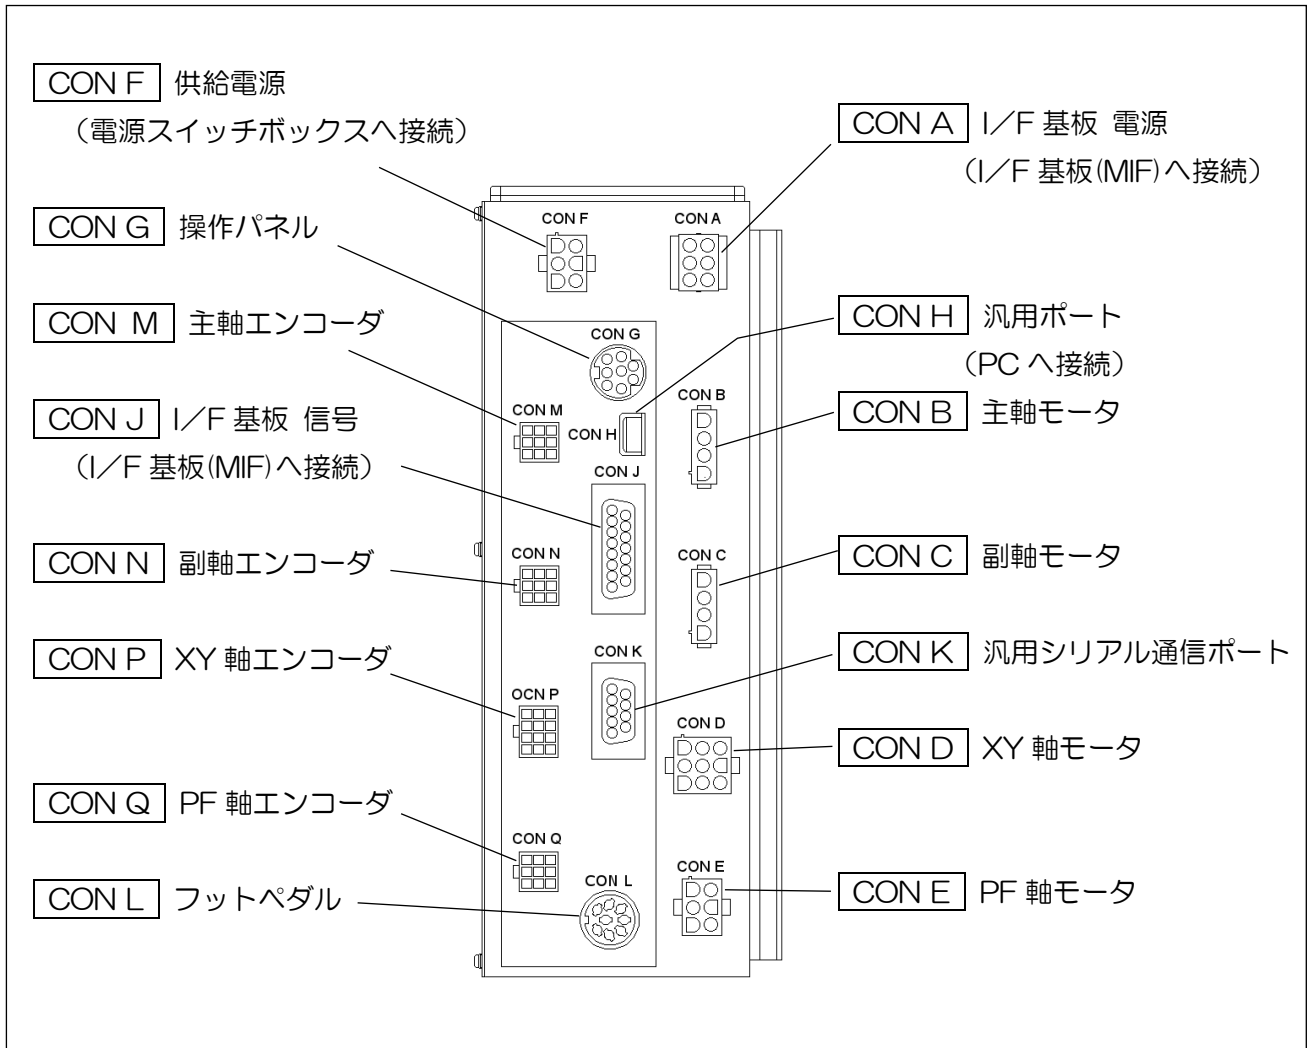 CON F 供給電源
（電源スイッチボックスへ接続）
CON G 操作パネル
CON M 主軸エンコーダ
CON J I／F 基板 信号
（I／F 基板(MIF)へ接続）
CON N 副軸エンコーダ
CON P XY 軸エンコーダ
CON Q PF 軸エンコーダ
CON L フットペダル
CON F
CON A
CON G
CON M
CON H
CON B
CON J
CON N
CON C
CON K
OCN P
CON D
CON Q
CON E
CON L
CON A I／F 基板 電源
（I／F 基板(MIF)へ接続）
CON H 汎用ポート
（PC へ接続）
CON B 主軸モータ
CON C 副軸モータ
CON K 汎用シリアル通信ポート
CON D XY 軸モータ
CON E PF 軸モータ